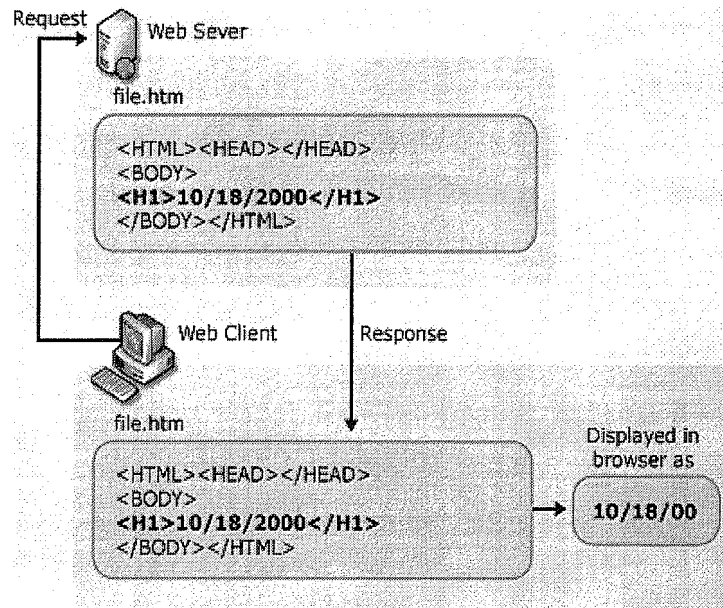 Request
Web Sever
file.htm
<HTML><HEAD></HEAD>
<BODY>
<H1>10/18/2000</H1>
</BODY></HTML>
Web Client
Response
file.htm
<HTML><HEAD></HEAD>
<BODY>
<H1>10/18/2000</H1>
</BODY></HTML>
Displayed in
browser as
10/18/00